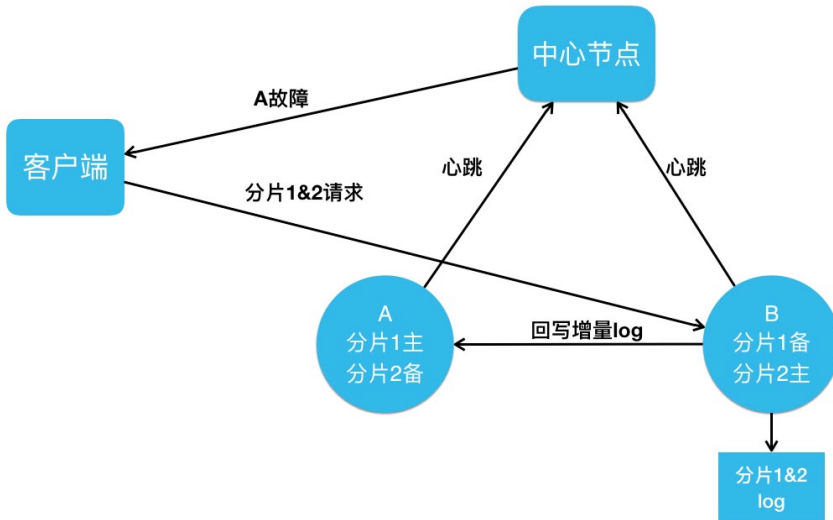 中心节点
A故障
客户端
心跳
心跳
分片1&2请求
A
分片1主
分片2备
回写增量log
B
分片1备
分片2主
分片1&2
log